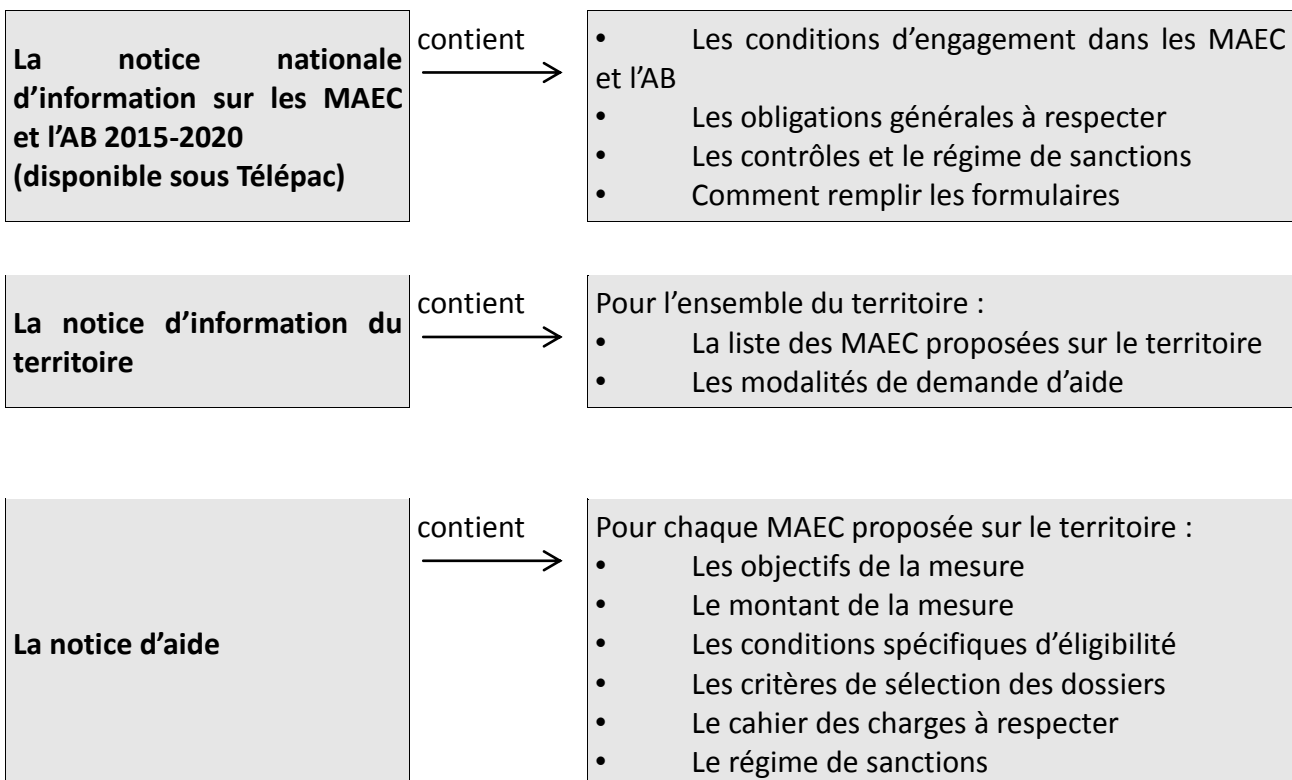 La notice nationale
d’information sur les MAEC
et l’AB 2015-2020
(disponible sous Télépac)
contient
• Les conditions d’engagement dans les MAEC
et l’AB
• Les obligations générales à respecter
• Les contrôles et le régime de sanctions
• Comment remplir les formulaires
La notice d’information du
territoire
contient
Pour l’ensemble du territoire :
• La liste des MAEC proposées sur le territoire
• Les modalités de demande d’aide
La notice d’aide
contient
Pour chaque MAEC proposée sur le territoire :
• Les objectifs de la mesure
• Le montant de la mesure
• Les conditions spécifiques d’éligibilité
• Les critères de sélection des dossiers
• Le cahier des charges à respecter
• Le régime de sanctions